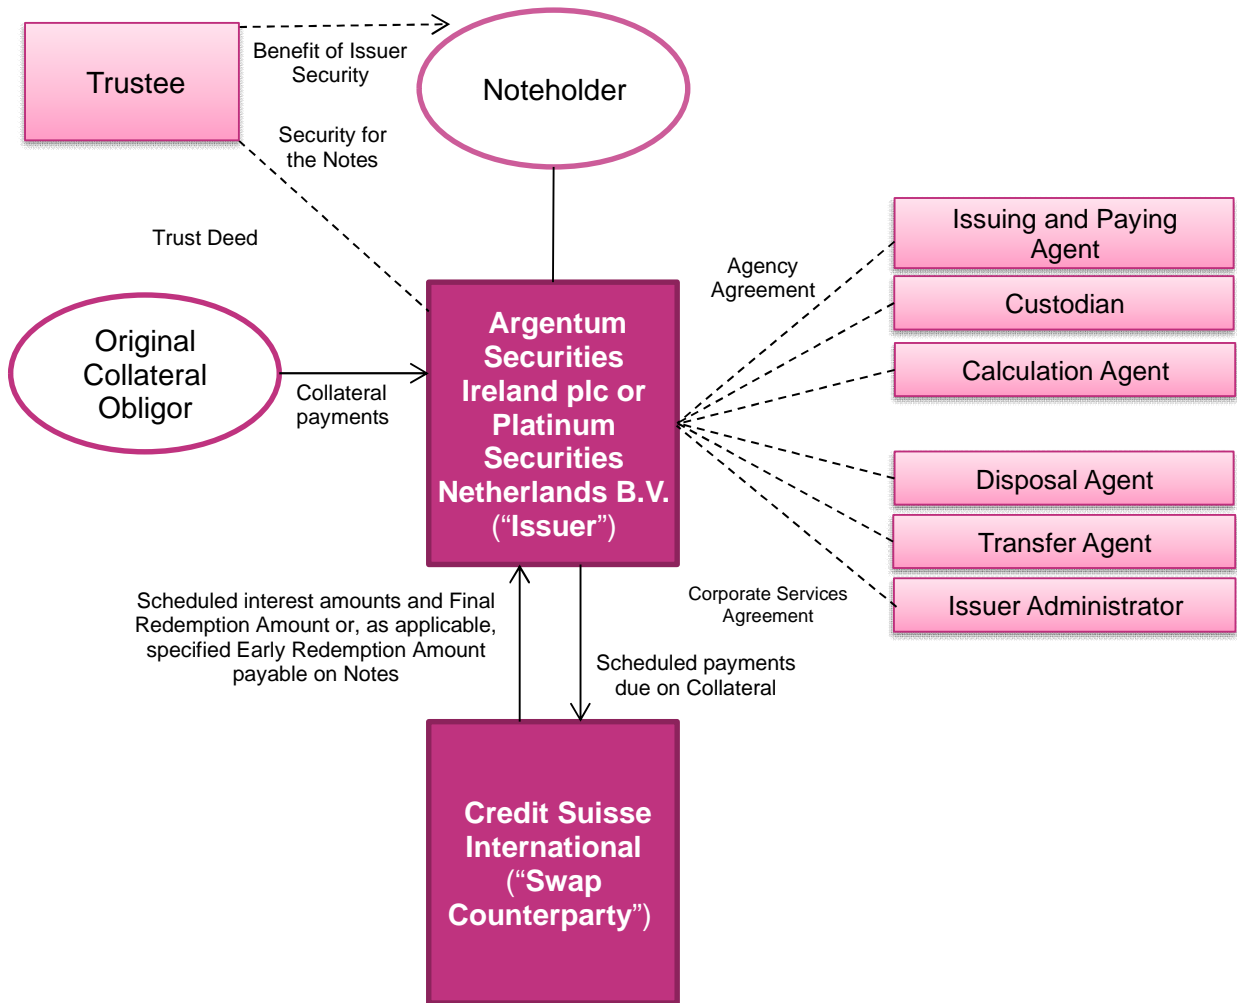 Trustee
Benefit of Issuer
Security
Noteholder
Security for
the Notes
Trust Deed
Issuing and Paying
Agent
Agency
Agreement
Custodian
Calculation Agent
Original
Collateral
Obligor
Collateral
payments
Argentum
Securities
Ireland plc or
Platinum
Securities
Netherlands B.V.
(“Issuer”)
Disposal Agent
Transfer Agent
Issuer Administrator
Corporate Services
Agreement
Scheduled interest amounts and Final
Redemption Amount or, as applicable,
specified Early Redemption Amount
payable on Notes
Scheduled payments
due on Collateral
Credit Suisse
International
(“Swap
Counterparty”)